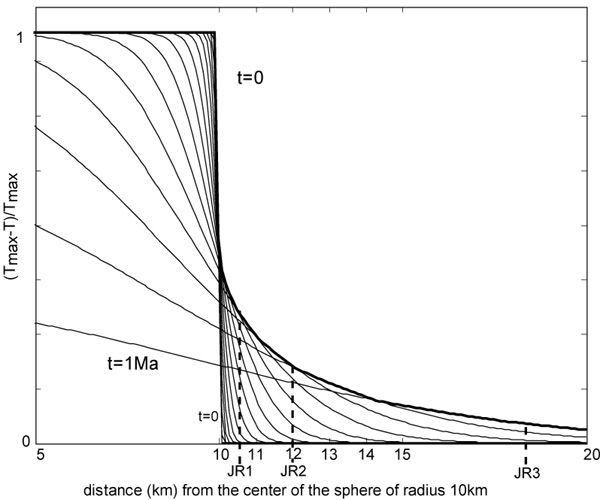 1
t=0
(Tmax-T)/Tmax
t=1Ma
t=0
0
5 10 11 12 13 14 15 20
JR1 JR2 JR3
distance (km) from the center of the sphere of radius 10km